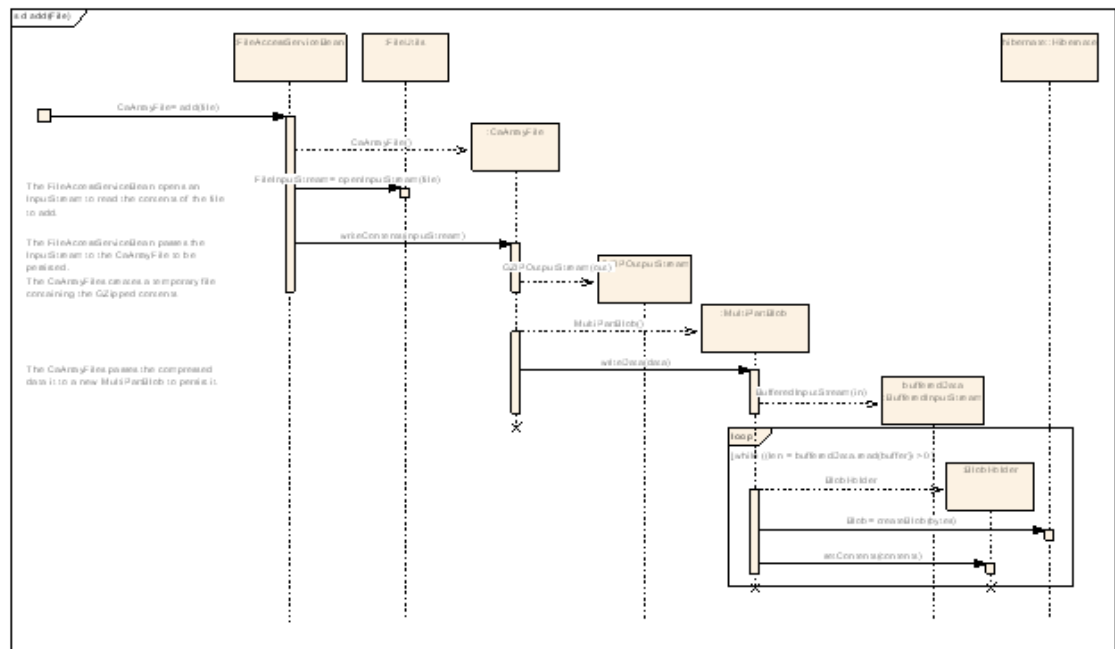 sd add(File)
FileAccessServiceBean
FileUtils
hibernate::Hibernate
CaArrayFile= add(file)
:CaArrayFile
CaArrayFile()
FileInputStream = openInputStream(file)
The FileAccessServiceBean opens an
InputStream to read the contents of the file
to add.
writeContents(inputStream)
The FileAccessServiceBean passes the
InputStream to the CaArrayFile to be
persisted.
The CaArrayFiles creates a temporary file
containing the GZipped contents
GZIPOutputStream(out)
OutputStream
:MultiPartBlob
MultiPartBlob()
writeData(data)
The CaArrayFiles passes the compressed
data it to a new MultiPartBlob to persist it.
BufferedInputStream(in)
bufferedData
:BufferedInputStream
loop
[while ((len = bufferedData.read(buffer)) > 0
BlobHolder
BlobHolder
Blob= createBlob(bytes)
setContents(contents)